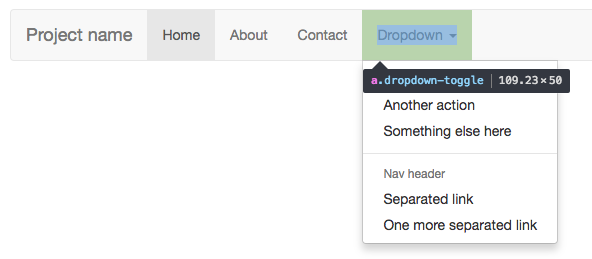 Project name Home About Contact Dropdown
a.dropdown-toggle 109.23 × 50
Another action
Something else here
Nav header
Separated link
One more separated link